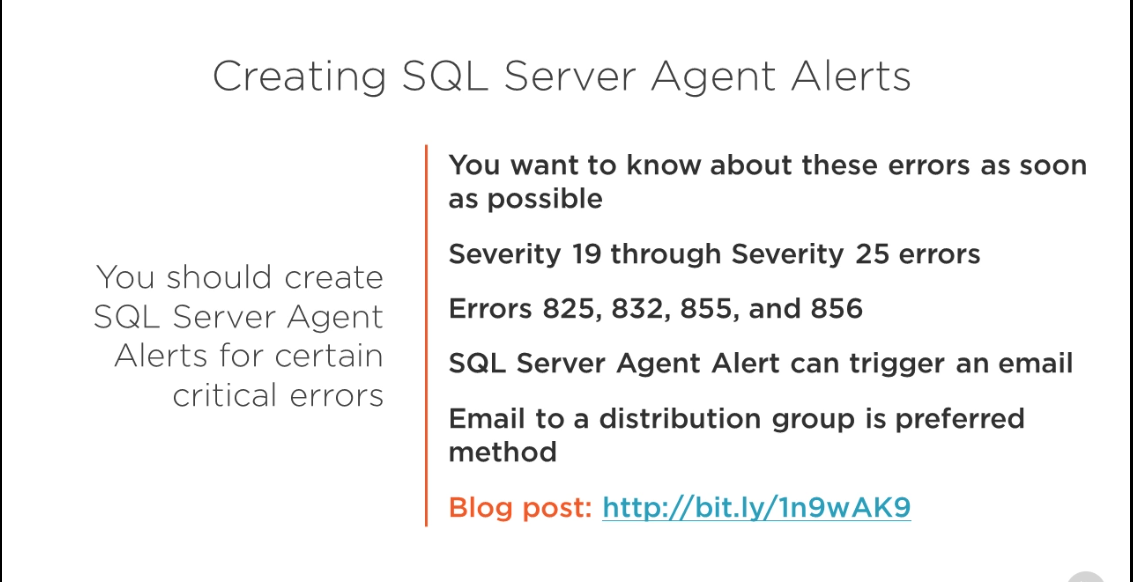 Creating SQL Server Agent Alerts
You should create
SQL Server Agent
Alerts for certain
critical errors
You want to know about these errors as soon
as possible
Severity 19 through Severity 25 errors
Errors 825, 832, 855, and 856
SQL Server Agent Alert can trigger an email
Email to a distribution group is preferred
method
Blog post: http://bit.ly/1n9wAK9